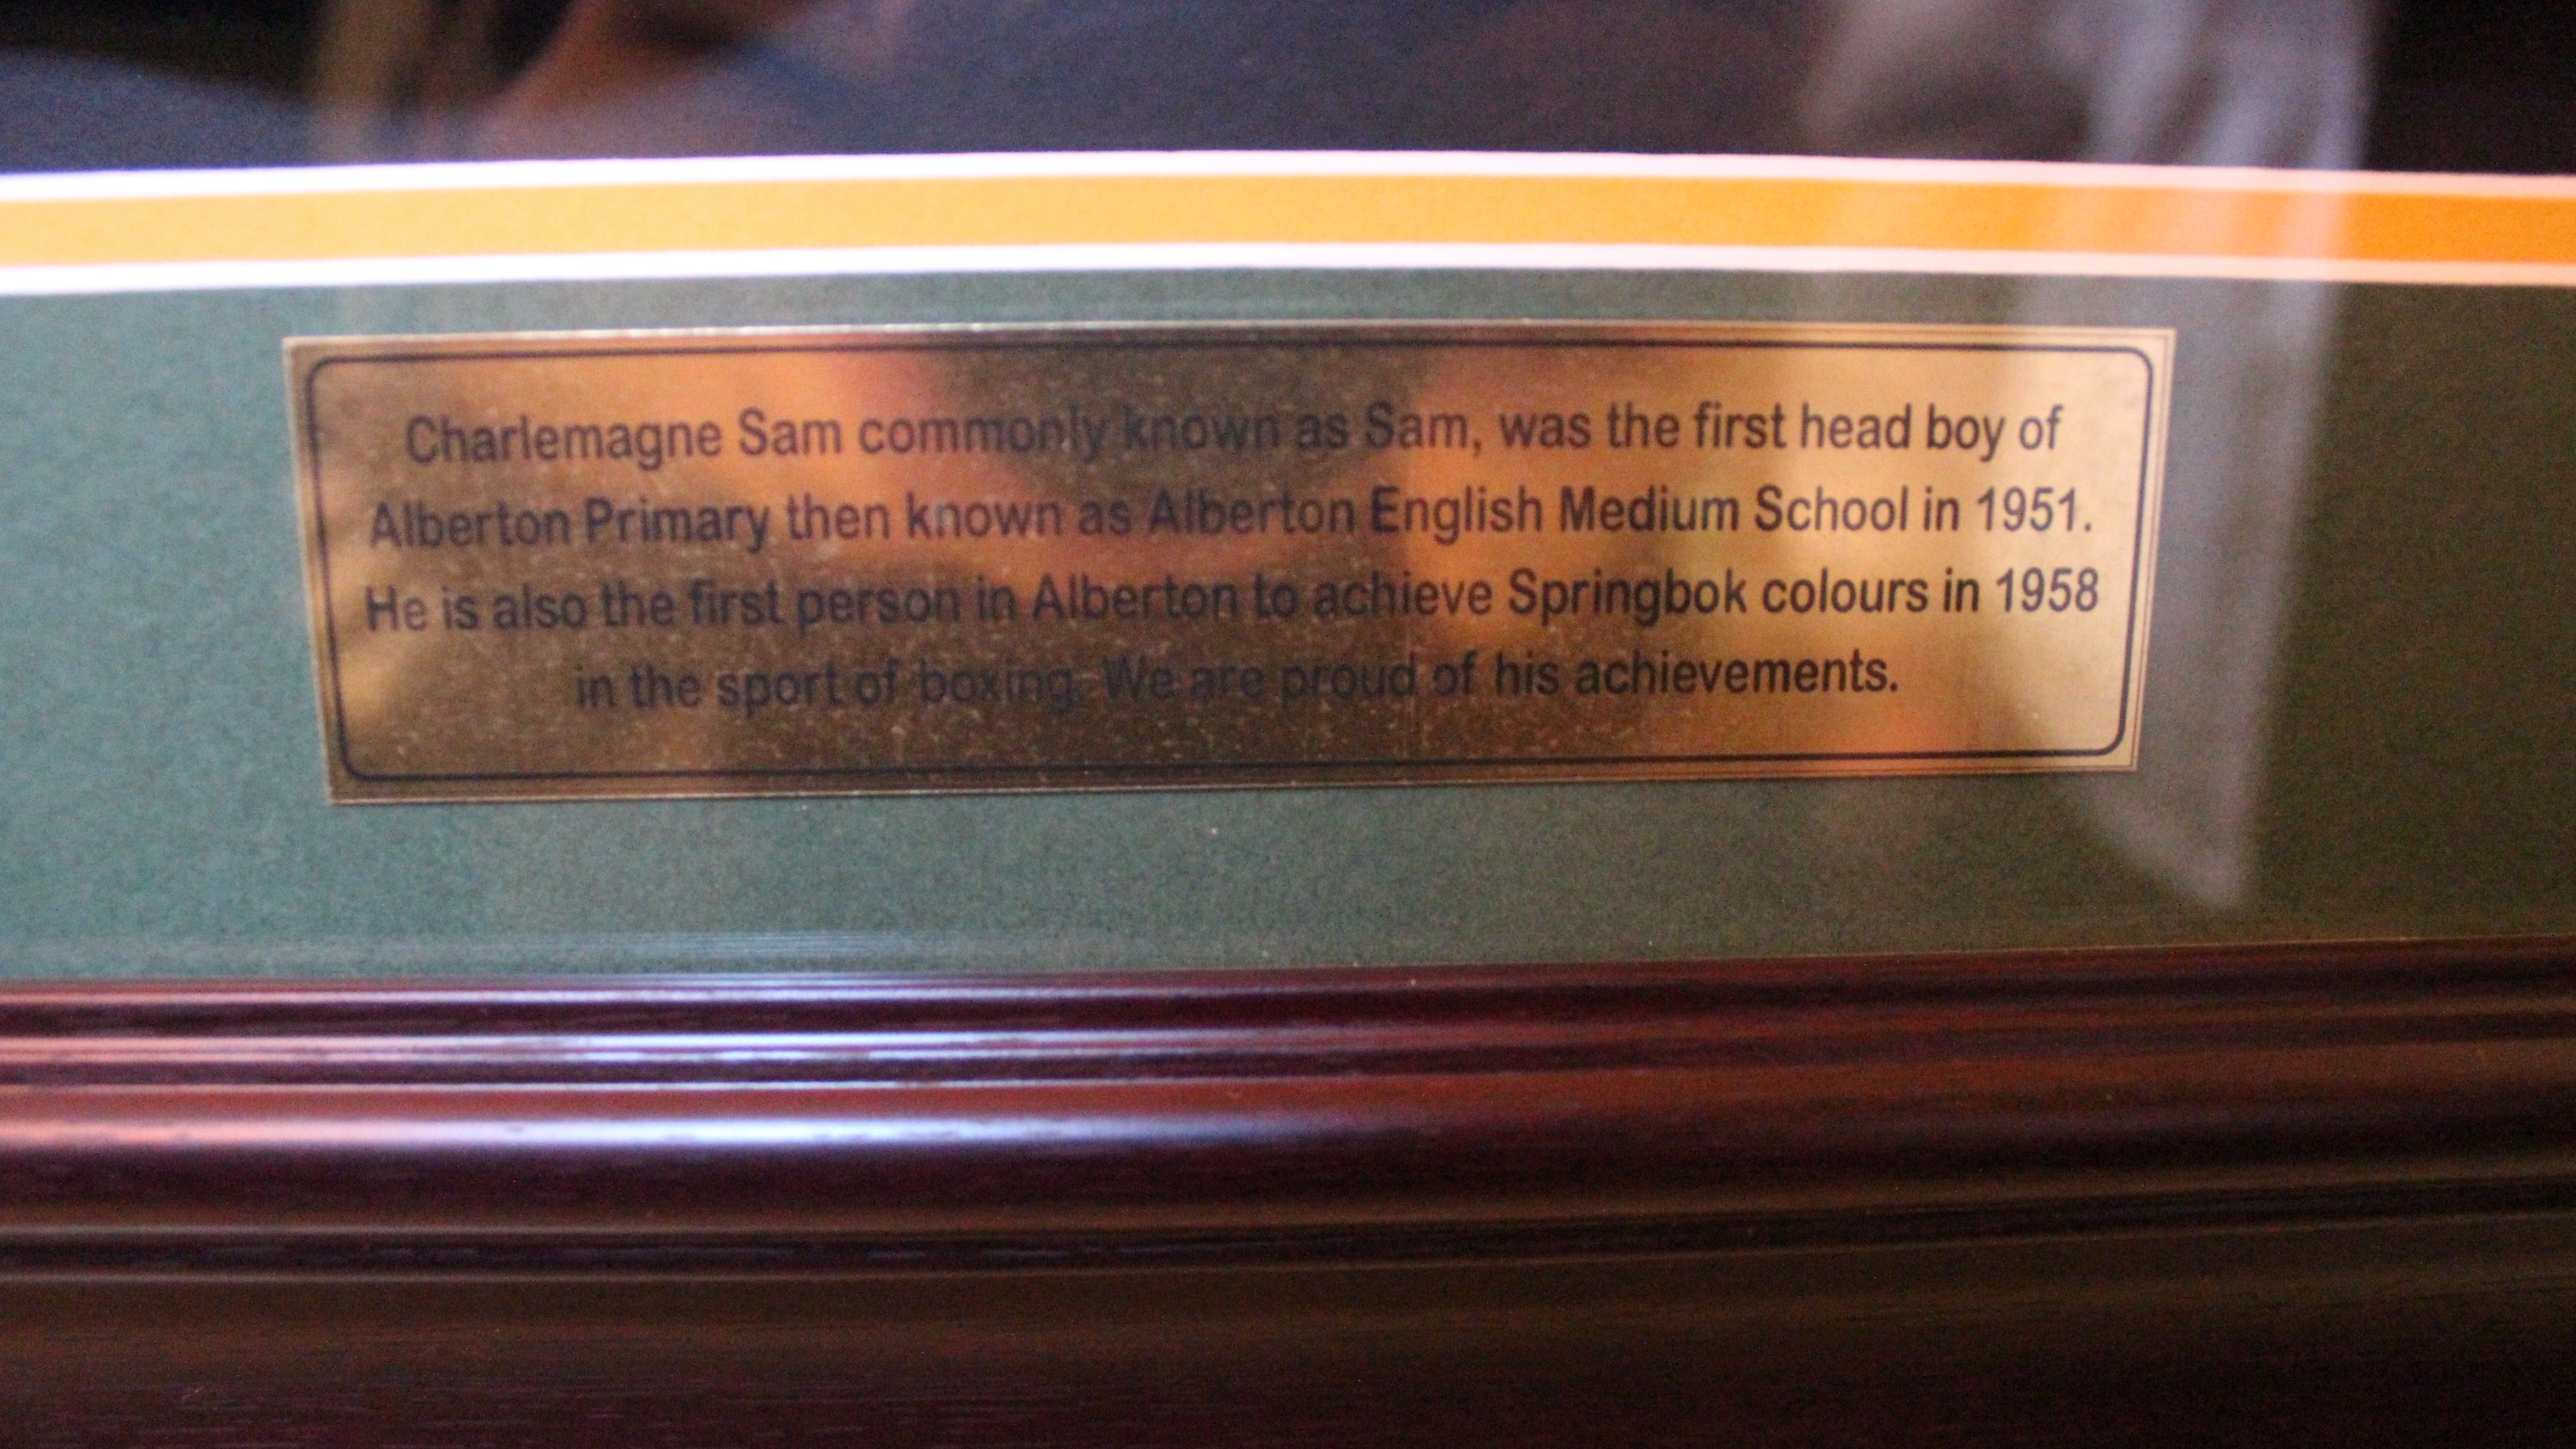 Charlemagne Sam commonly known as Sam, was the first head boy of
Alberton Primary then known as Alberton English Medium School in 1951.
He is also the first person in Alberton to achieve Springbok colours in 1958
in the sport of boxing. We are proud of his achievements.